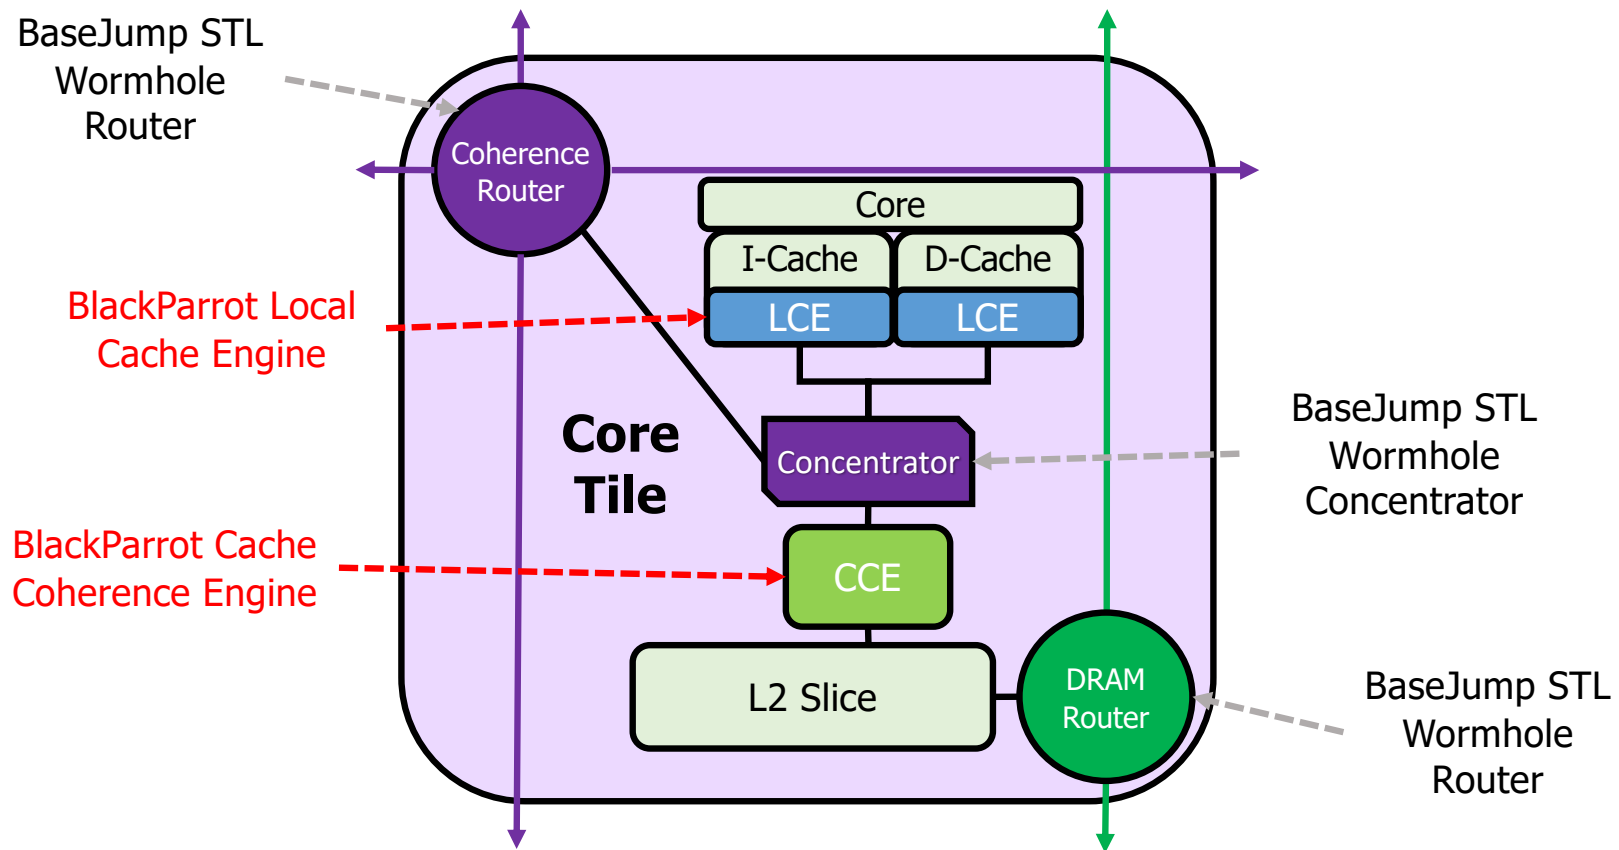 BaseJump STL
Wormhole
Router
Coherence
Router
Core
I-Cache
D-Cache
LCE
LCE
BlackParrot Local
Cache Engine
Core
Tile
Concentrator
BaseJump STL
Wormhole
Concentrator
BlackParrot Cache
Coherence Engine
CCE
L2 Slice
DRAM
Router
BaseJump STL
Wormhole
Router